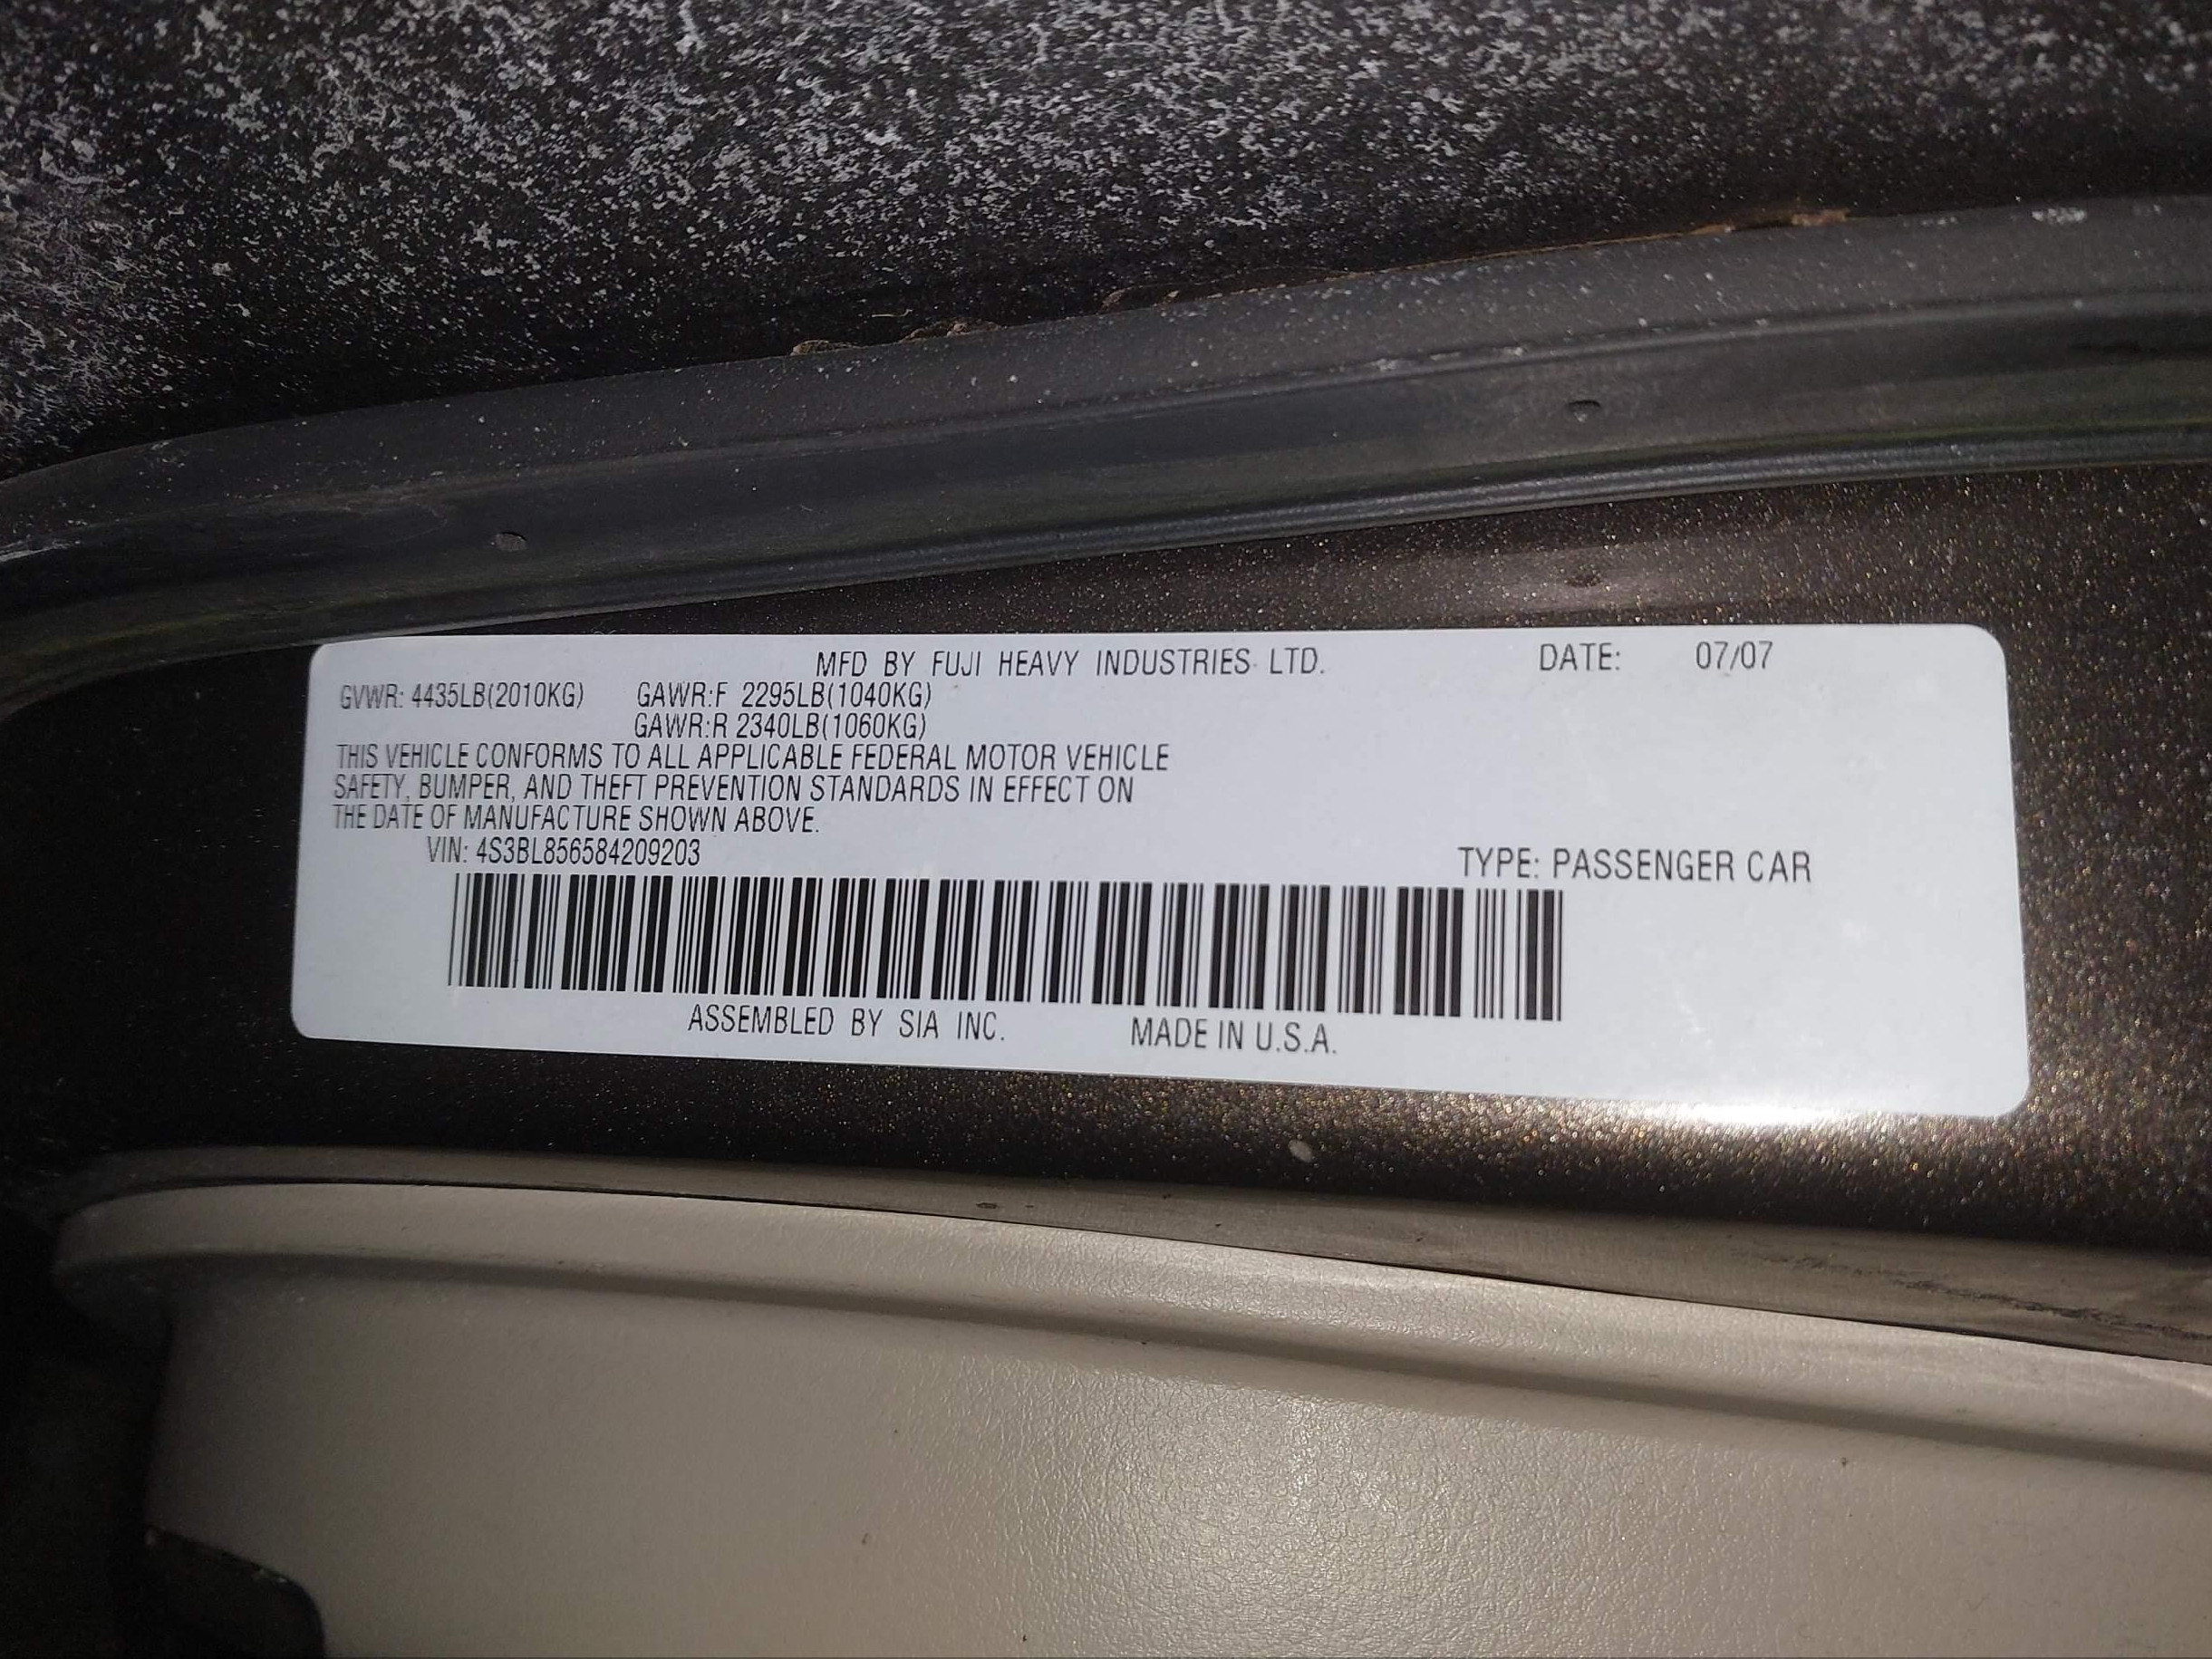 MFD BY FUJI HEAVY INDUSTRIES LTD. DATE: 07/07
GVWR: 4435LB(2010KG) GAWR:F 2295LB(1040KG)
GAWR:R 2340LB(1060KG)
THIS VEHICLE CONFORMS TO ALL APPLICABLE FEDERAL MOTOR VEHICLE
SAFETY, BUMPER, AND THEFT PREVENTION STANDARDS IN EFFECT ON
THE DATE OF MANUFACTURE SHOWN ABOVE.
VIN: 4S3BL856584209203 TYPE: PASSENGER CAR
ASSEMBLED BY SIA INC. MADE IN U.S.A.